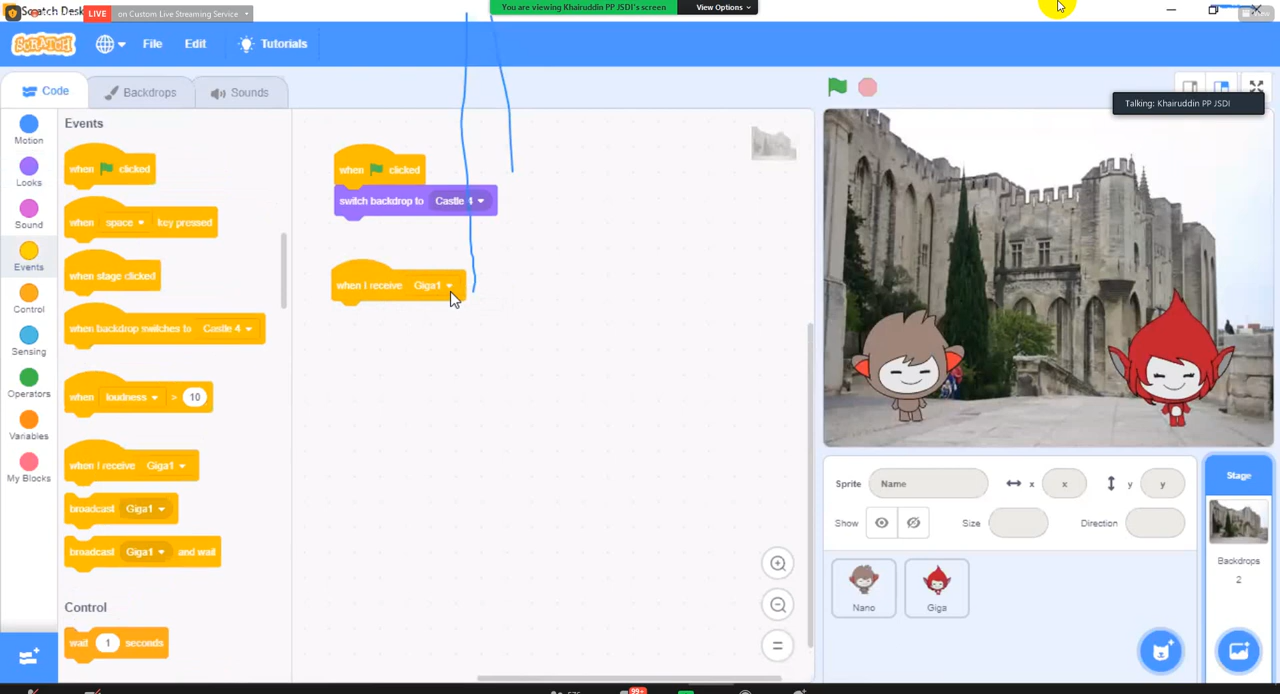 Scratch Desk
LIVE on Custom Live Streaming Service
You are viewing Khairuddin PP JSDI's screen
View Options
View
SCRATCH
File
Edit
Tutorials
Code
Backdrops
Sounds
Talking: Khairuddin PP JSDI
Motion
Looks
Sound
Events
Control
Sensing
Operators
Variables
My Blocks
Events
when clicked
when space key pressed
when stage clicked
when backdrop switches to Castle 4
when loudness > 10
when I receive Giga1
broadcast Giga1
broadcast Giga1 and wait
Control
wait 1 seconds
when clicked
switch backdrop to Castle 4
when I receive Giga1
Sprite Name x x y y
Show Size Direction
Nano
Giga
Stage
Backdrops
2
99+